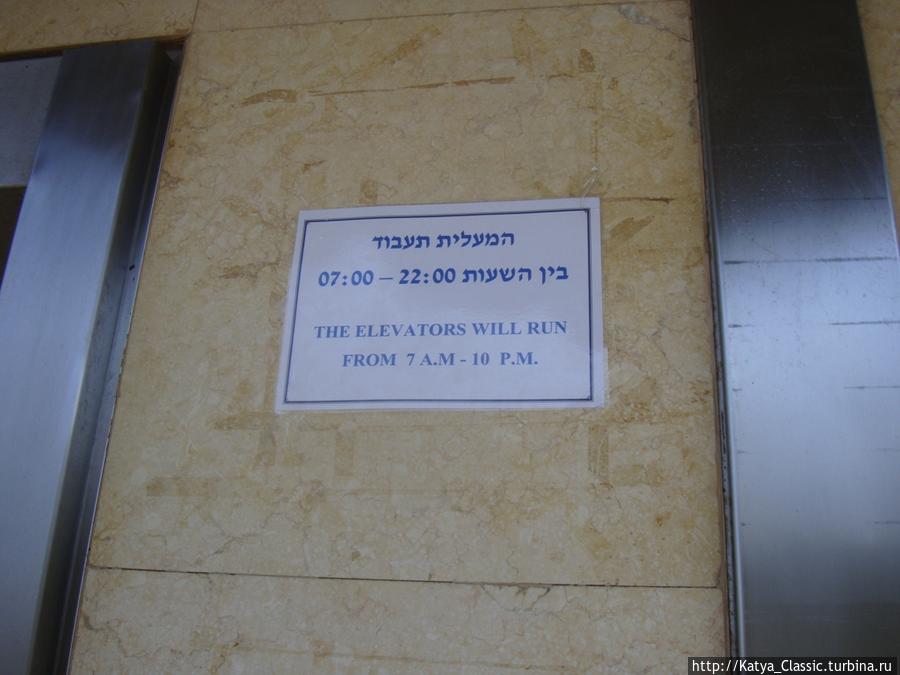 המעלית תעבוד
בין השעות 22:00 – 07:00
THE ELEVATORS WILL RUN
FROM 7 A.M - 10 P.M.
http://Katya_Classic.turbina.ru